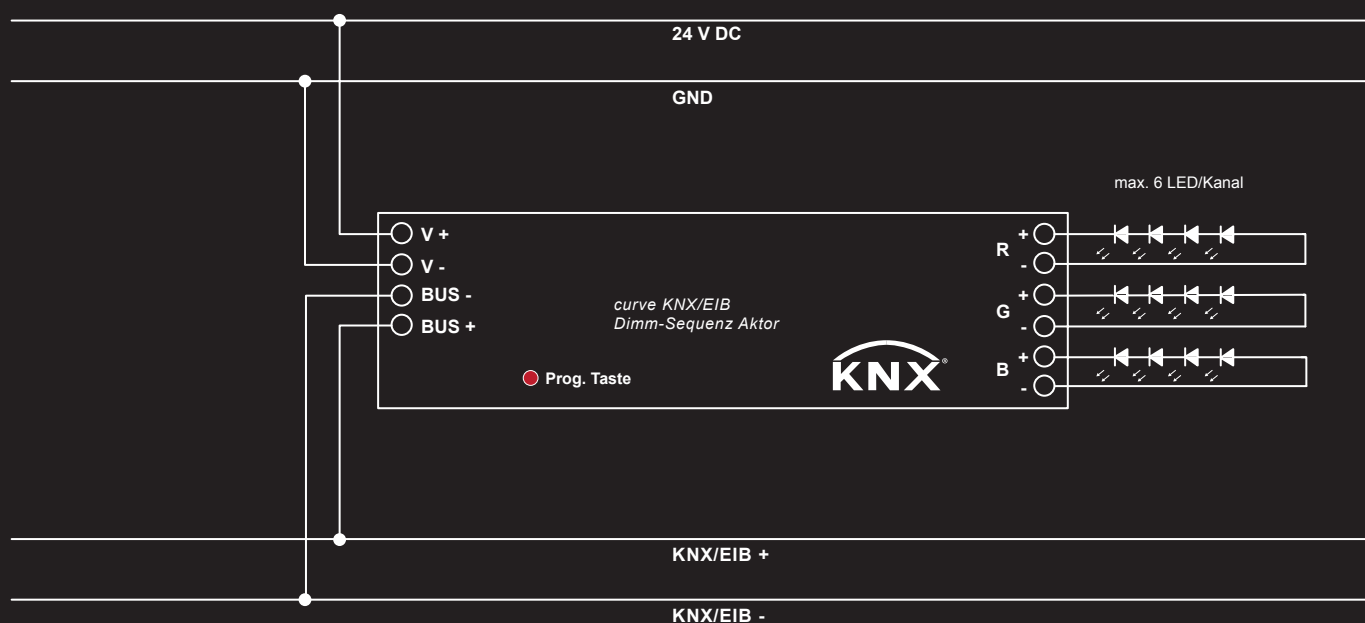 24 V DC
GND
max. 6 LED/Kanal
V +
V -
BUS -
BUS +
curve KNX/EIB
Dimm-Sequenz Aktor
Prog. Taste
KNX®
R
+
-
G
+
-
B
+
-
KNX/EIB +
KNX/EIB -